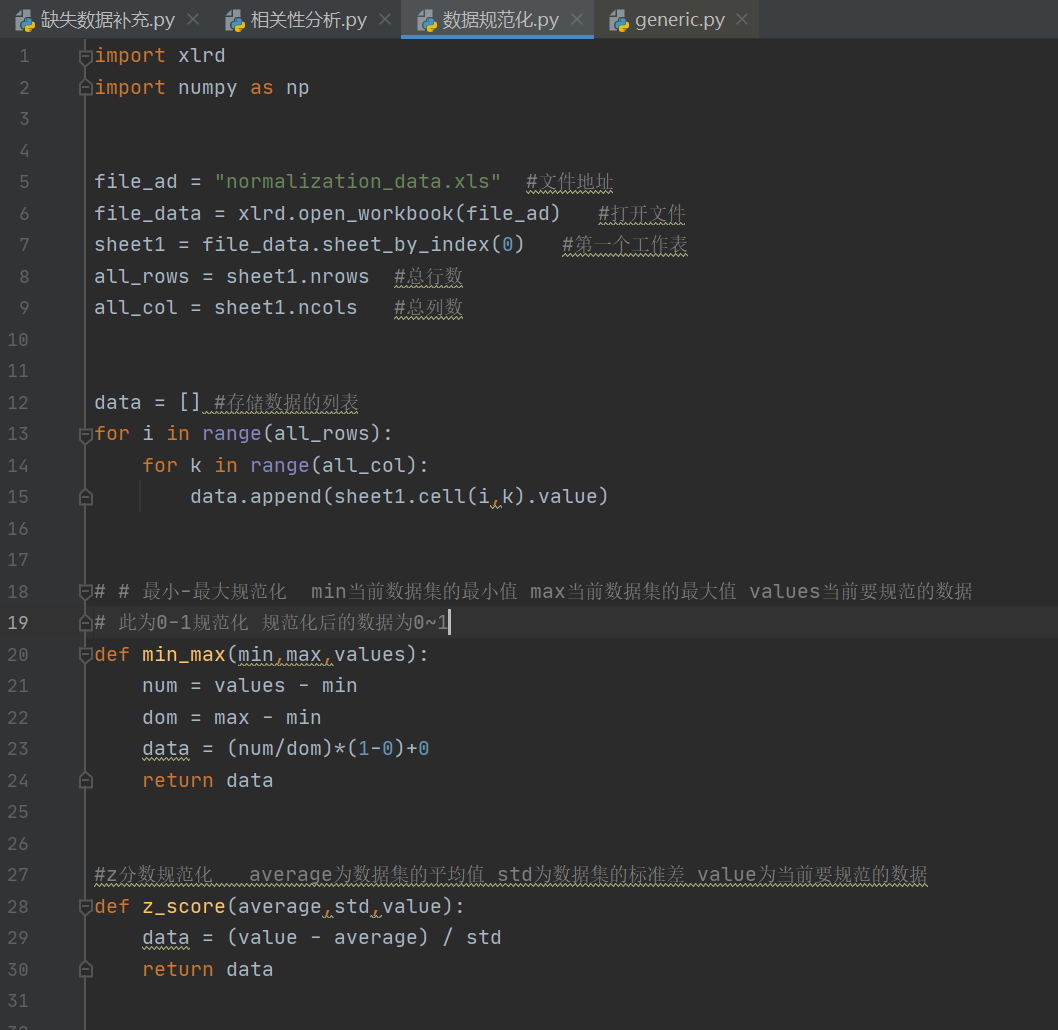 缺失数据补充.py 相关性分析.py 数据规范化.py generic.py
1 import xlrd
2 import numpy as np
3
4
5 file_ad = "normalization_data.xls" #文件地址
6 file_data = xlrd.open_workbook(file_ad) #打开文件
7 sheet1 = file_data.sheet_by_index(0) #第一个工作表
8 all_rows = sheet1.nrows #总行数
9 all_col = sheet1.ncols #总列数
10
11
12 data = [] #存储数据的列表
13 for i in range(all_rows):
14 for k in range(all_col):
15 data.append(sheet1.cell(i,k).value)
16
17
18 # # 最小-最大规范化 min当前数据集的最小值 max当前数据集的最大值 values当前要规范的数据
19 # 此为0-1规范化 规范化后的数据为0~1
20 def min_max(min,max,values):
21 num = values - min
22 dom = max - min
23 data = (num/dom)*(1-0)+0
24 return data
25
26
27 #z分数规范化 average为数据集的平均值 std为数据集的标准差 value为当前要规范的数据
28 def z_score(average,std,value):
29 data = (value - average) / std
30 return data
31